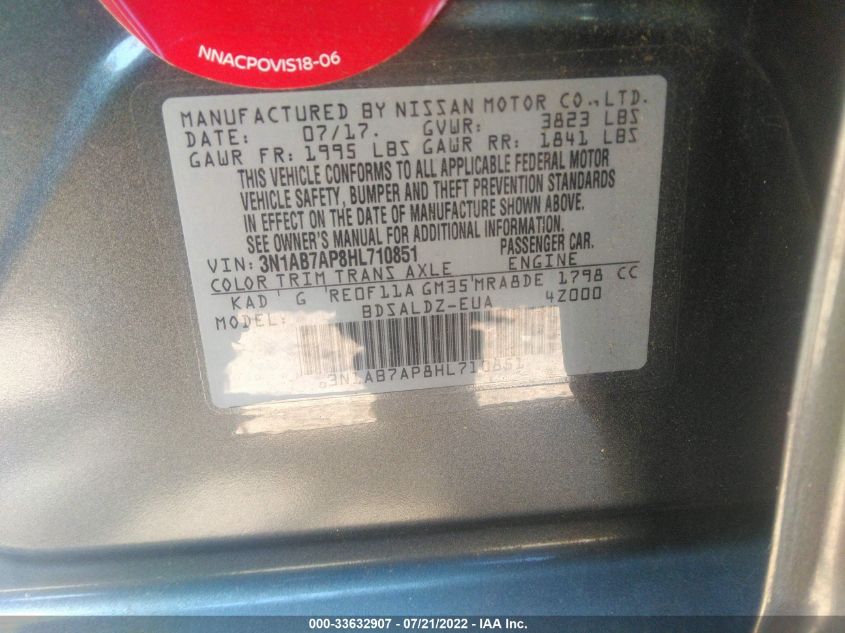 NNACPOVIS18-06
MANUFACTURED BY NISSAN MOTOR CO., LTD.
DATE: 07/17. GVWR: 3823 LBS
GAWR FR: 1995 LBS GAWR RR: 1841 LBS
THIS VEHICLE CONFORMS TO ALL APPLICABLE FEDERAL MOTOR
VEHICLE SAFETY, BUMPER AND THEFT PREVENTION STANDARDS
IN EFFECT ON THE DATE OF MANUFACTURE SHOWN ABOVE.
SEE OWNER'S MANUAL FOR ADDITIONAL INFORMATION.
VIN: 3N1AB7AP8HL710851 PASSENGER CAR.
COLOR TRIM TRANS AXLE ENGINE
KAD G RE0F11A GM35 MRA8DE 1798 CC
MODEL: BDSALDZ-EUA 4Z000
3N1AB7AP8HL710851
000-33632907 / 07/21/2022 - IAA Inc.